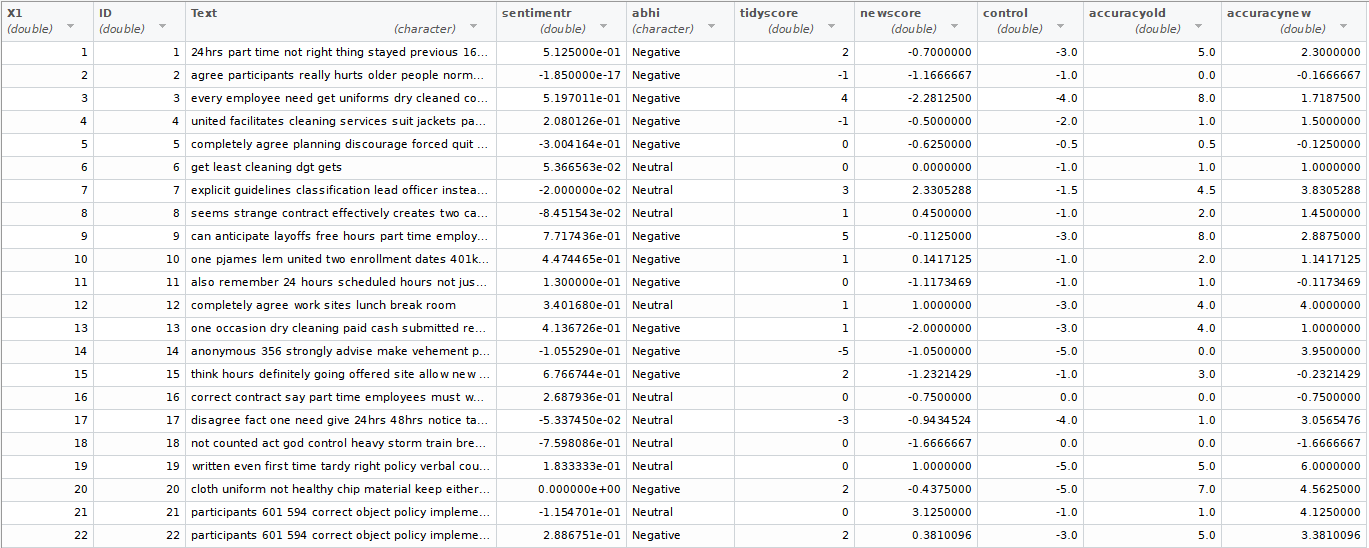 X1 ID Text sentimentr abhi tidyscore newscore control accuracyold accuracynew
(double) (double) (character) (double) (character) (double) (double) (double) (double) (double)
1 1 24hrs part time not right thing stayed previous 16... 5.125000e-01 Negative 2 -0.7000000 -3.0 5.0 2.3000000
2 2 agree participants really hurts older people norm... -1.850000e-17 Negative -1 -1.1666667 -1.0 0.0 -0.1666667
3 3 every employee need get uniforms dry cleaned co... 5.197011e-01 Negative 4 -2.2812500 -4.0 8.0 1.7187500
4 4 united facilitates cleaning services suit jackets pa... 2.080126e-01 Negative -1 -0.5000000 -2.0 1.0 1.5000000
5 5 completely agree planning discourage forced quit ... -3.004164e-01 Negative 0 -0.6250000 -0.5 0.5 -0.1250000
6 6 get least cleaning dgt gets 5.366563e-02 Neutral 0 0.0000000 -1.0 1.0 1.0000000
7 7 explicit guidelines classification lead officer instea... -2.000000e-02 Neutral 3 2.3305288 -1.5 4.5 3.8305288
8 8 seems strange contract effectively creates two ca... -8.451543e-02 Neutral 1 0.4500000 -1.0 2.0 1.4500000
9 9 can anticipate layoffs free hours part time employ... 7.717436e-01 Negative 5 -0.1125000 -3.0 8.0 2.8875000
10 10 one pjames lem united two enrollment dates 401k... 4.474465e-01 Negative 1 0.1417125 -1.0 2.0 1.1417125
11 11 also remember 24 hours scheduled hours not jus... 1.300000e-01 Negative 0 -1.1173469 -1.0 1.0 -0.1173469
12 12 completely agree work sites lunch break room 3.401680e-01 Neutral 1 1.0000000 -3.0 4.0 4.0000000
13 13 one occasion dry cleaning paid cash submitted re... 4.136726e-01 Negative 1 -2.0000000 -3.0 4.0 1.0000000
14 14 anonymous 356 strongly advise make vehement p... -1.055290e-01 Negative -5 -1.0500000 -5.0 0.0 3.9500000
15 15 think hours definitely going offered site allow new ... 6.766744e-01 Negative 2 -1.2321429 -1.0 3.0 -0.2321429
16 16 correct contract say part time employees must w... 2.687936e-01 Neutral 0 -0.7500000 0.0 0.0 -0.7500000
17 17 disagree fact one need give 24hrs 48hrs notice ta... -5.337450e-02 Neutral -3 -0.9434524 -4.0 1.0 3.0565476
18 18 not counted act god control heavy storm train bre... -7.598086e-01 Neutral 0 -1.6666667 0.0 0.0 -1.6666667
19 19 written even first time tardy right policy verbal cou... 1.833333e-01 Neutral 0 1.0000000 -5.0 5.0 6.0000000
20 20 cloth uniform not healthy chip material keep either... 0.000000e+00 Negative 2 -0.4375000 -5.0 7.0 4.5625000
21 21 participants 601 594 correct object policy impleme... -1.154701e-01 Neutral 0 3.1250000 -1.0 1.0 4.1250000
22 22 participants 601 594 correct object policy impleme... 2.886751e-01 Negative 2 0.3810096 -3.0 5.0 3.3810096